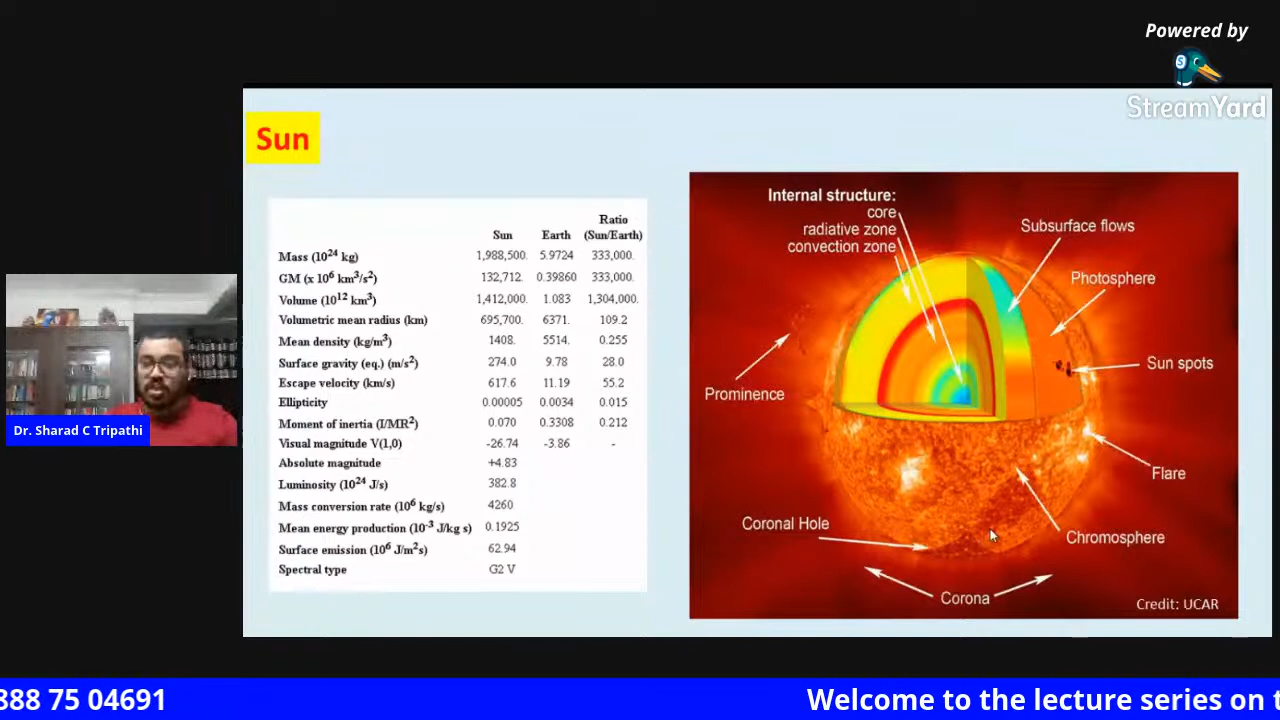 Powered by
StreamYard
Sun
Ratio
Sun Earth (Sun/Earth)
Mass (10²⁴ kg) 1,988,500. 5.9724 333,000.
GM (x 10⁶ km³/s²) 132,712. 0.39860 333,000.
Volume (10¹² km³) 1,412,000. 1.083 1,304,000.
Volumetric mean radius (km) 695,700. 6371. 109.2
Mean density (kg/m³) 1408. 5514. 0.255
Surface gravity (eq.) (m/s²) 274.0 9.78 28.0
Escape velocity (km/s) 617.6 11.19 55.2
Ellipticity 0.00005 0.0034 0.015
Moment of inertia (I/MR²) 0.070 0.3308 0.212
Visual magnitude V(1,0) -26.74 -3.86 -
Absolute magnitude +4.83
Luminosity (10²⁴ J/s) 382.8
Mass conversion rate (10⁶ kg/s) 4260
Mean energy production (10⁻³ J/kg s) 0.1925
Surface emission (10⁶ J/m²s) 62.94
Spectral type G2 V
Internal structure:
core
radiative zone
convection zone
Subsurface flows
Photosphere
Sun spots
Prominence
Flare
Coronal Hole
Chromosphere
Corona
Credit: UCAR
Dr. Sharad C Tripathi
888 75 04691
Welcome to the lecture series on t